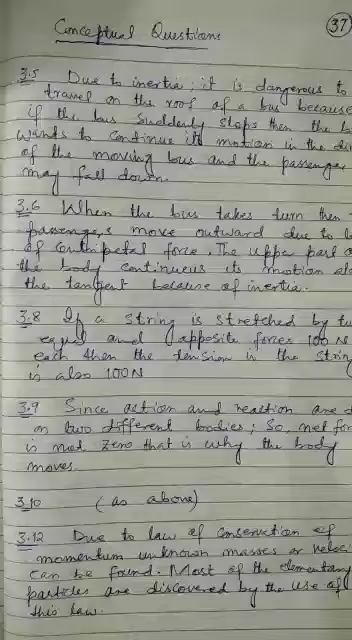 Conceptual Questions
37
3.5 Due to inertia; it is dangerous to
travel on the roof of a bus because
if the bus suddenly stops then the
wants to continue its motion in the
of the moving bus and the passenger
may fall down.
3.6 When the bus takes turn then
passengers move outward due to
of centripetal force. The uppe part
the body continueus its motion
the tangent because of inertia.
3.8 If a string is stretched by
equal and opposite forces 100 N
each then the tension in the
is also 100N
3.9 Since action and reaction are
on two different bodies; So, net
is not zero that is why the body
moves.
3.10 (as above)
3.12 Due to law of conservation of
momentum unknown masses or
can be found. Most of the elementary
particles are discovered by the use of
this law.